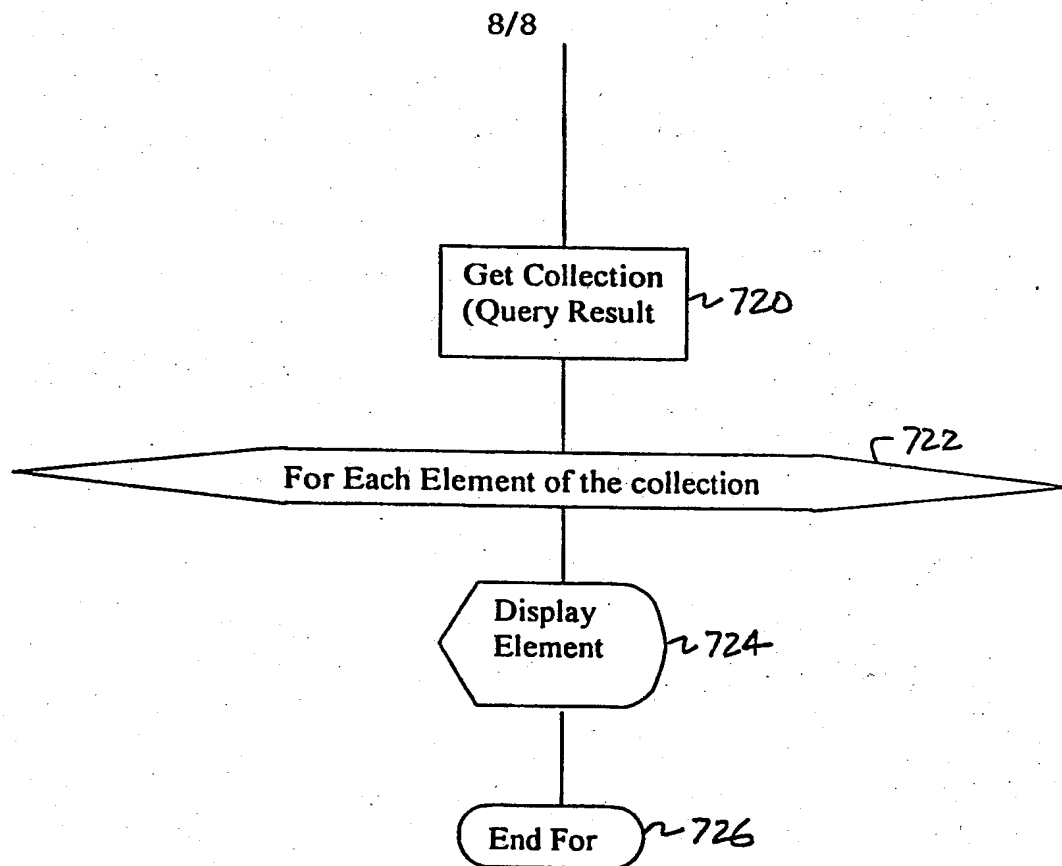 8/8
Get Collection
(Query Result
720
722
For Each Element of the collection
Display
Element
724
End For
726